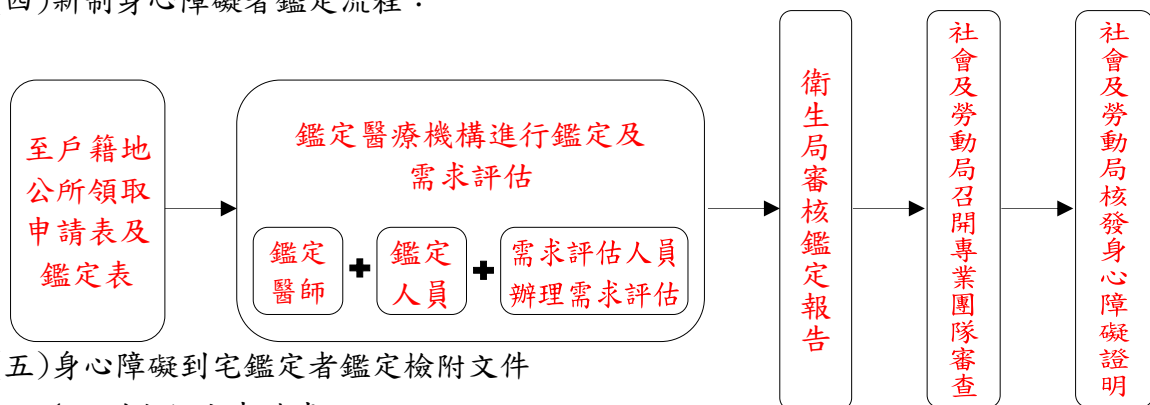 四)新制身心障礙者鑑定流程：
至戶籍地
公所領取
申請表及
鑑定表
鑑定醫療機構進行鑑定及
需求評估
鑑定
醫師
✚
鑑定
人員
✚
需求評估人員
辦理需求評估
衛生局審核鑑定報告
社會及勞動局召開專業團隊審查
社會及勞動局核發身心障礙證明
五)身心障礙到宅鑑定者鑑定檢附文件